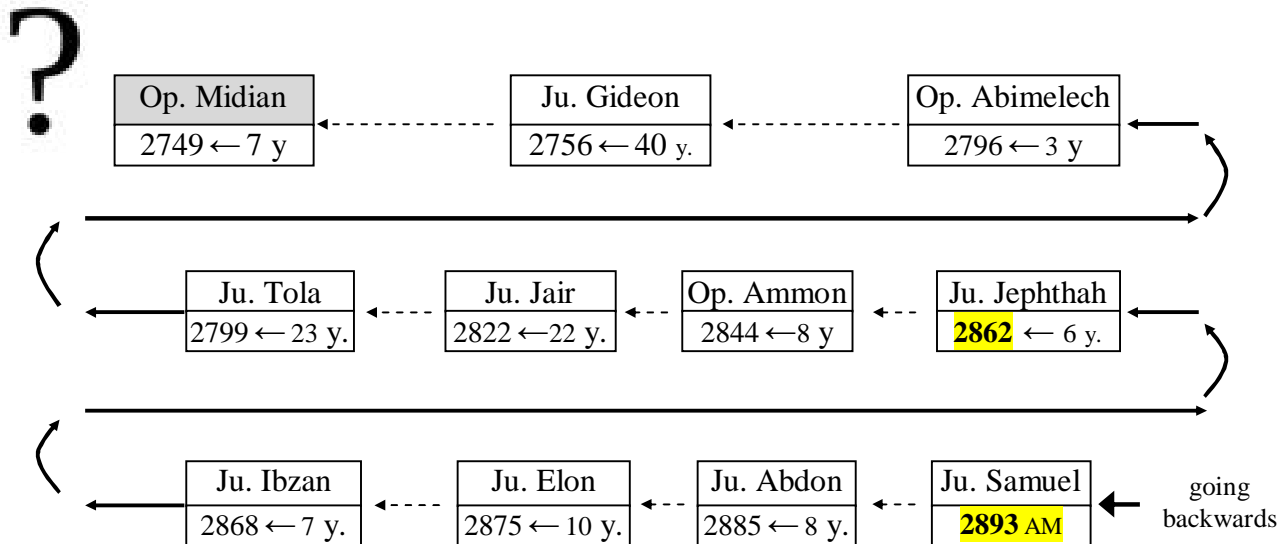 ?
Op. Midian Ju. Gideon Op. Abimelech
2749 ← 7 y 2756 ← 40 y. 2796 ← 3 y
Ju. Tola Ju. Jair Op. Ammon Ju. Jephthah
2799 ← 23 y. 2822 ←22 y. 2844 ←8 y 2862 ← 6 y.
Ju. Ibzan Ju. Elon Ju. Abdon Ju. Samuel going
2868 ← 7 y. 2875 ← 10 y. 2885 ← 8 y. 2893 AM backwards